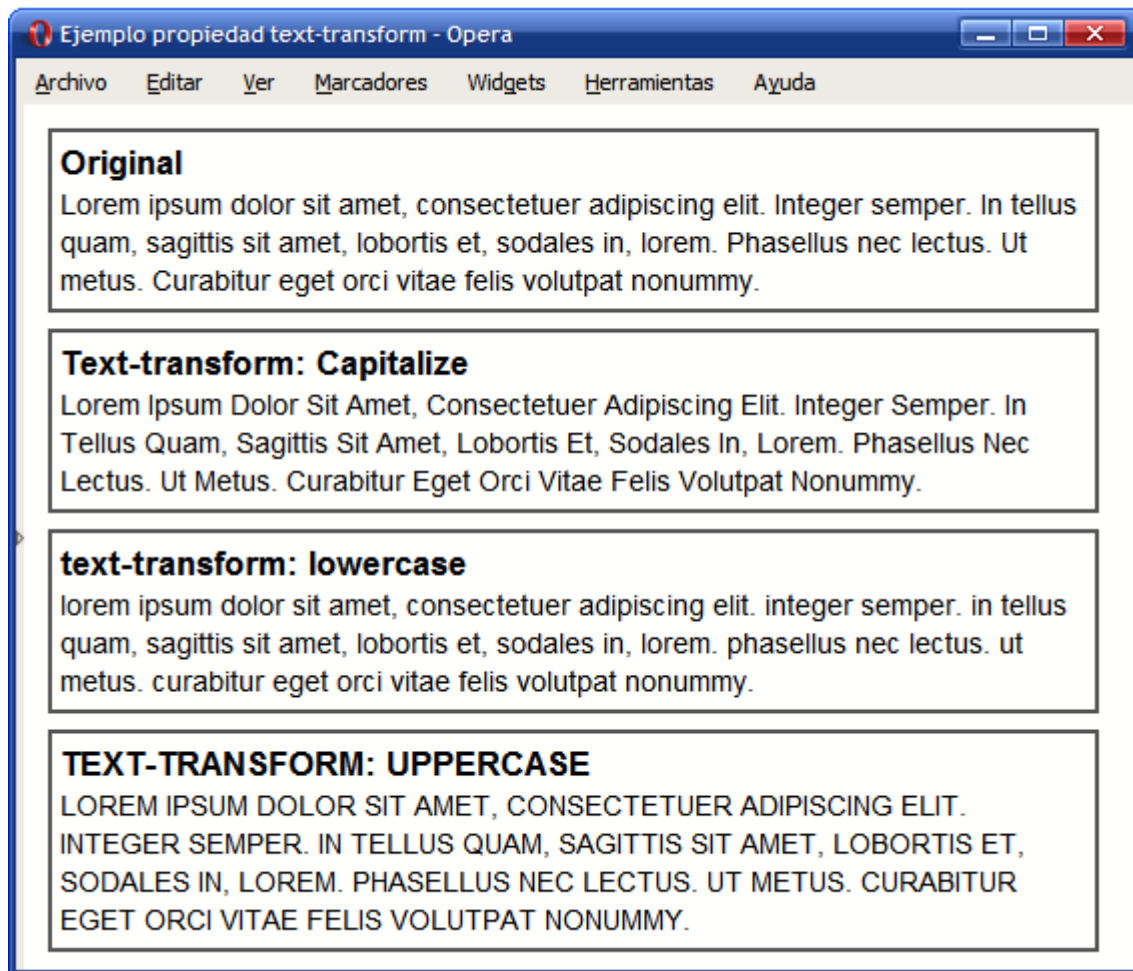 Ejemplo propiedad text-transform - Opera
Archivo Editar Ver Marcadores Widgets Herramientas Ayuda
Original
Lorem ipsum dolor sit amet, consectetuer adipiscing elit. Integer semper. In tellus
quam, sagittis sit amet, lobortis et, sodales in, lorem. Phasellus nec lectus. Ut
metus. Curabitur eget orci vitae felis volutpat nonummy.
Text-transform: Capitalize
Lorem Ipsum Dolor Sit Amet, Consectetuer Adipiscing Elit. Integer Semper. In
Tellus Quam, Sagittis Sit Amet, Lobortis Et, Sodales In, Lorem. Phasellus Nec
Lectus. Ut Metus. Curabitur Eget Orci Vitae Felis Volutpat Nonummy.
text-transform: lowercase
lorem ipsum dolor sit amet, consectetuer adipiscing elit. integer semper. in tellus
quam, sagittis sit amet, lobortis et, sodales in, lorem. phasellus nec lectus. ut
metus. curabitur eget orci vitae felis volutpat nonummy.
TEXT-TRANSFORM: UPPERCASE
LOREM IPSUM DOLOR SIT AMET, CONSECTETUER ADIPISCING ELIT.
INTEGER SEMPER. IN TELLUS QUAM, SAGITTIS SIT AMET, LOBORTIS ET,
SODALES IN, LOREM. PHASELLUS NEC LECTUS. UT METUS. CURABITUR
EGET ORCI VITAE FELIS VOLUTPAT NONUMMY.